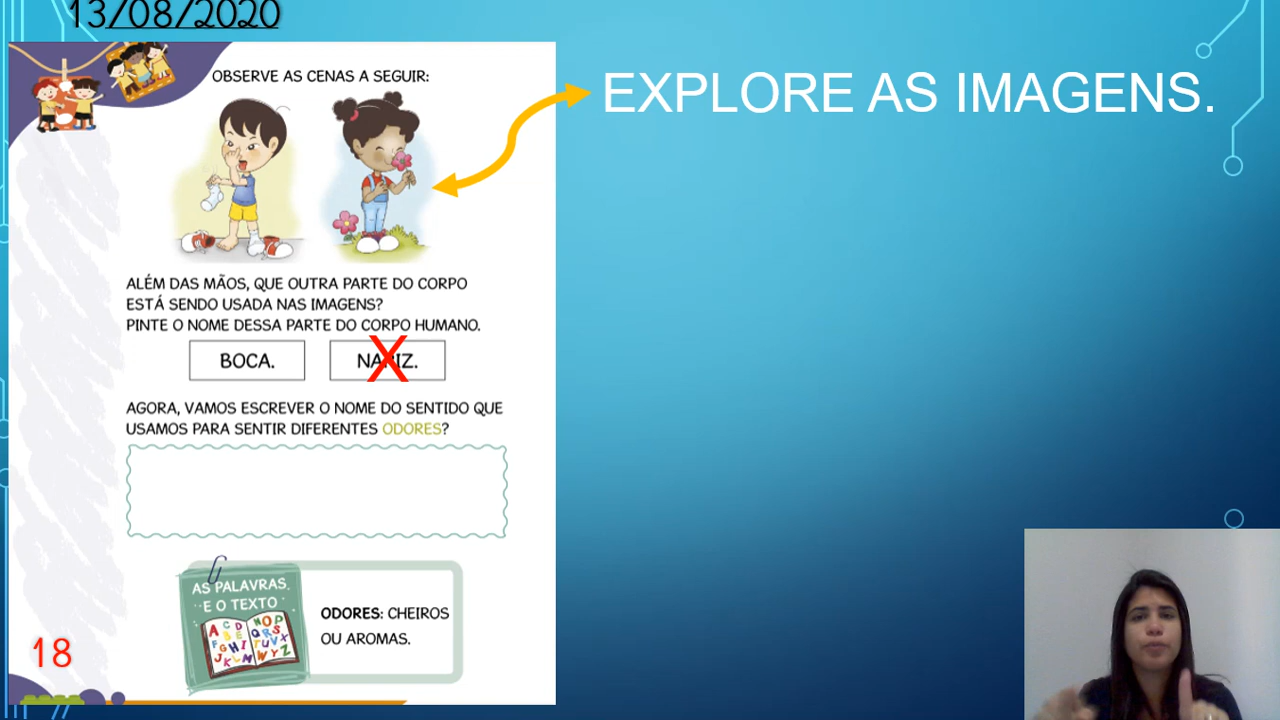 13/08/2020
OBSERVE AS CENAS A SEGUIR:
EXPLORE AS IMAGENS.
ALÉM DAS MÃOS, QUE OUTRA PARTE DO CORPO
ESTÁ SENDO USADA NAS IMAGENS?
PINTE O NOME DESSA PARTE DO CORPO HUMANO.
BOCA.
NARIZ.
X
AGORA, VAMOS ESCREVER O NOME DO SENTIDO QUE
USAMOS PARA SENTIR DIFERENTES ODORES?
AS PALAVRAS
E O TEXTO
ODORES: CHEIROS
OU AROMAS.
18